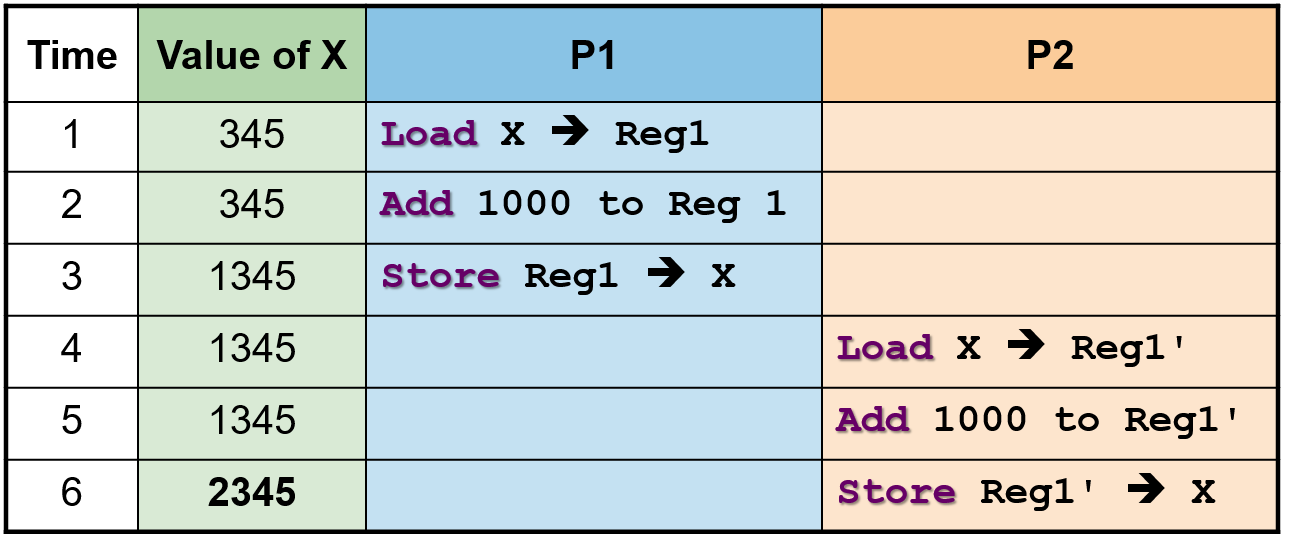 Time Value of X P1 P2
1 345 Load X ➔ Reg1
2 345 Add 1000 to Reg 1
3 1345 Store Reg1 ➔ X
4 1345 Load X ➔ Reg1'
5 1345 Add 1000 to Reg1'
6 2345 Store Reg1' ➔ X